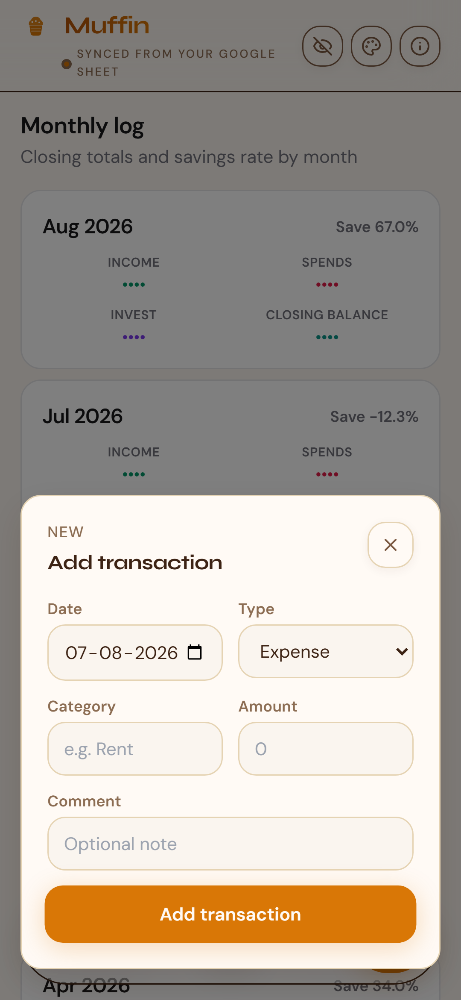 Muffin
SYNCED FROM YOUR GOOGLE
SHEET
Monthly log
Closing totals and savings rate by month
Aug 2026
Save 67.0%
INCOME
SPENDS
••••
••••
INVEST
CLOSING BALANCE
••••
••••
Jul 2026
Save -12.3%
INCOME
SPENDS
••••
••••
NEW
Add transaction
Date
Type
07-08-2026
Expense
Category
Amount
e.g. Rent
0
Comment
Optional note
Add transaction
Apr 2026
Save 34.0%